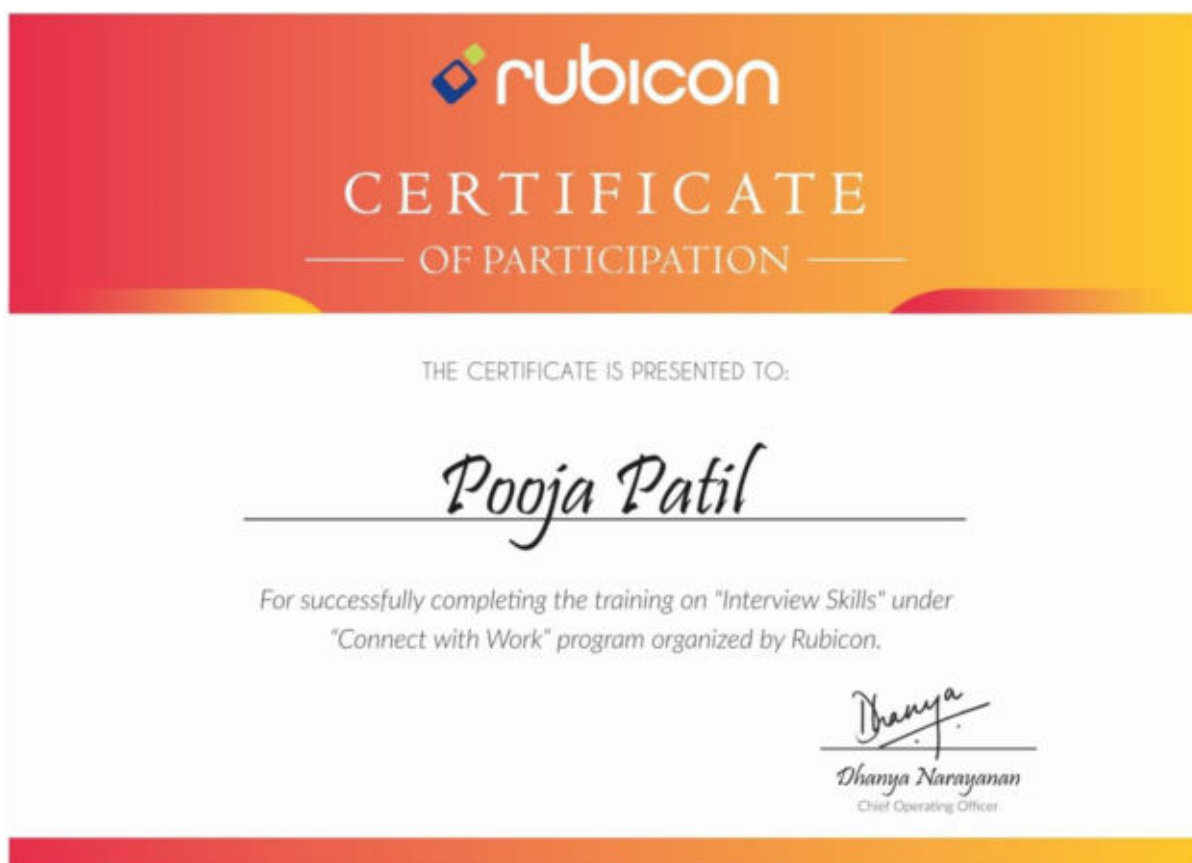 rubicon
CERTIFICATE
OF PARTICIPATION
THE CERTIFICATE IS PRESENTED TO:
Pooja Patil
For successfully completing the training on "Interview Skills" under
"Connect with Work" program organized by Rubicon.
Dhanya
Dhanya Narayanan
Chief Operating Officer